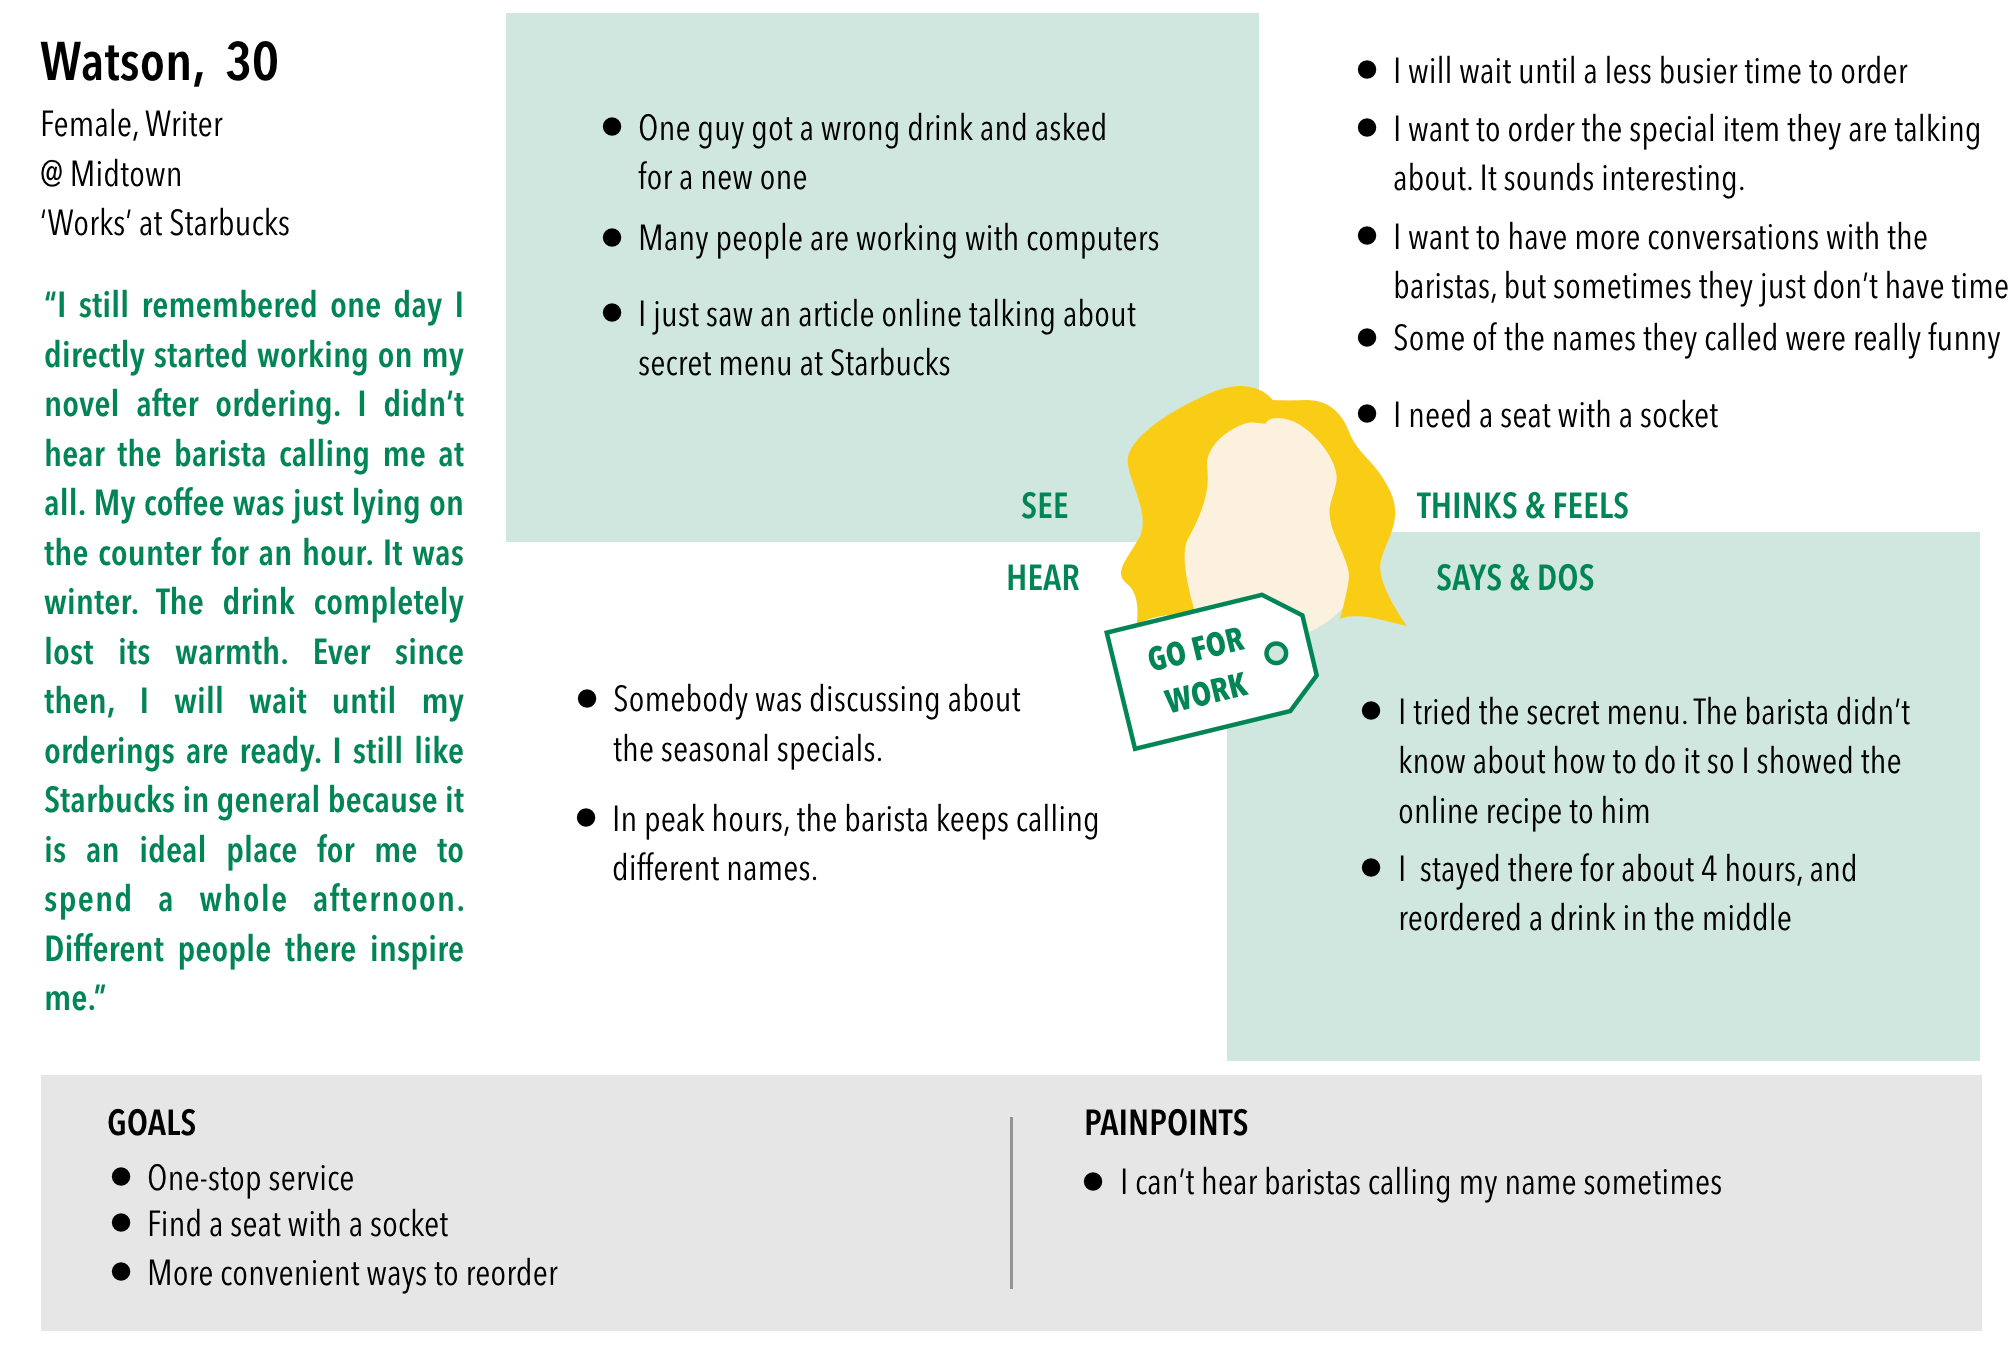 Watson, 30
Female, Writer
@ Midtown
‘Works’ at Starbucks
“I still remembered one day I
directly started working on my
novel after ordering. I didn’t
hear the barista calling me at
all. My coffee was just lying on
the counter for an hour. It was
winter. The drink completely
lost its warmth. Ever since
then, I will wait until my
orderings are ready. I still like
Starbucks in general because it
is an ideal place for me to
spend a whole afternoon.
Different people there inspire
me.”
● One guy got a wrong drink and asked
for a new one
● Many people are working with computers
● I just saw an article online talking about
secret menu at Starbucks
SEE
● I will wait until a less busier time to order
● I want to order the special item they are talking
about. It sounds interesting.
● I want to have more conversations with the
baristas, but sometimes they just don’t have time
● Some of the names they called were really funny
● I need a seat with a socket
THINKS & FEELS
HEAR
● Somebody was discussing about
the seasonal specials.
● In peak hours, the barista keeps calling
different names.
GO FOR
WORK
SAYS & DOS
● I tried the secret menu. The barista didn’t
know about how to do it so I showed the
online recipe to him
● I stayed there for about 4 hours, and
reordered a drink in the middle
GOALS
● One-stop service
● Find a seat with a socket
● More convenient ways to reorder
PAINPOINTS
● I can’t hear baristas calling my name sometimes